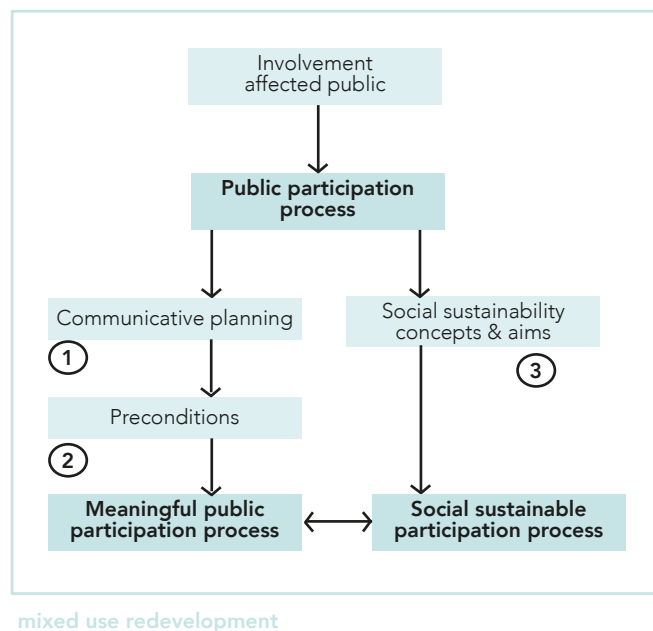 Involvement
affected public
Public participation
process
Communicative planning
1
Social sustainability
concepts & aims
3
Preconditions
2
Meaningful public
participation process
Social sustainable
participation process
mixed use redevelopment